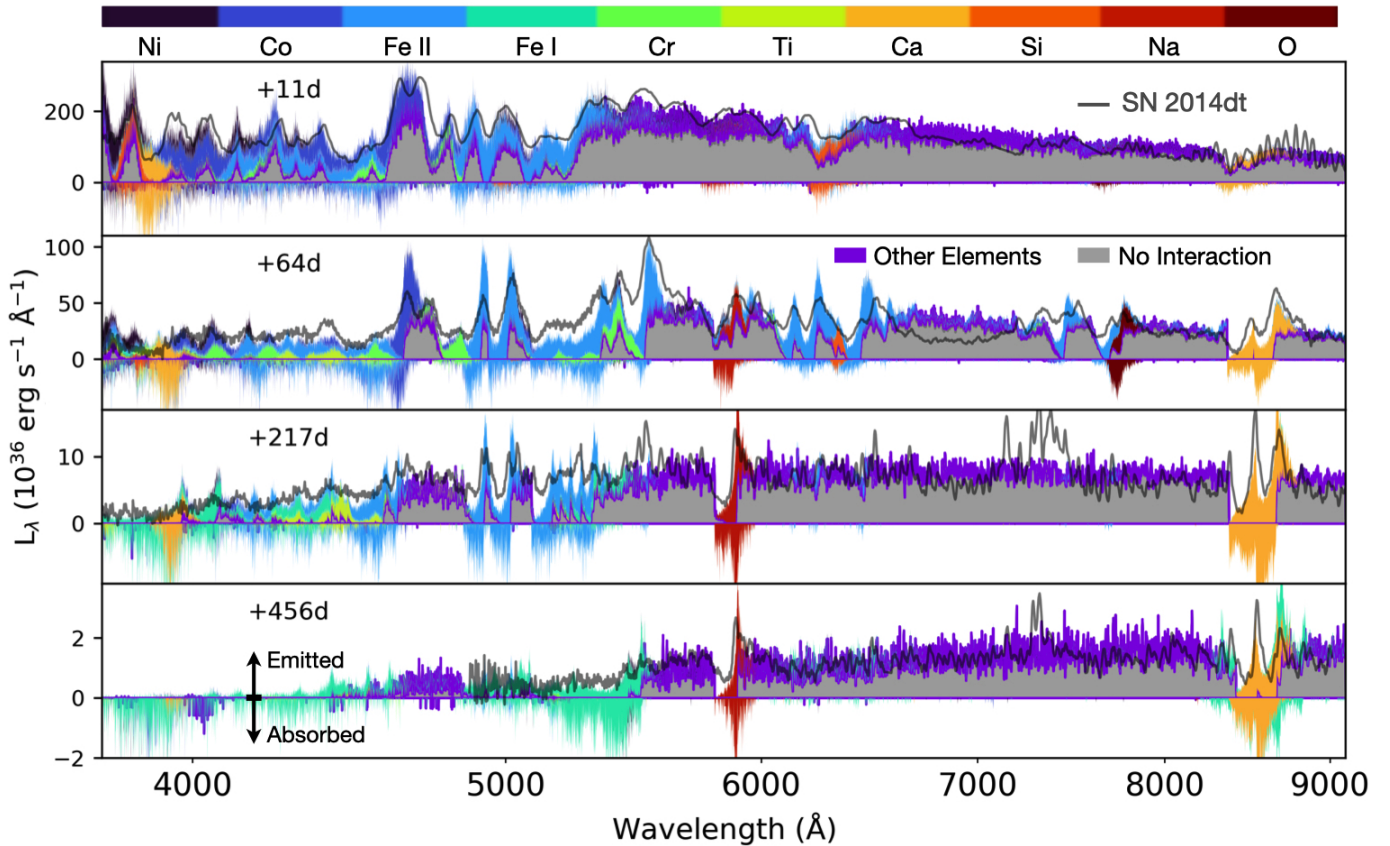 Ni Co Fe II Fe I Cr Ti Ca Si Na O
+11d
SN 2014dt
200
0
+64d
Other Elements No Interaction
100
50
0
+217d
10
0
+456d
Emitted
Absorbed
2
0
−2
L_λ (10³⁶ erg s⁻¹ Å⁻¹)
4000 5000 6000 7000 8000 9000
Wavelength (Å)